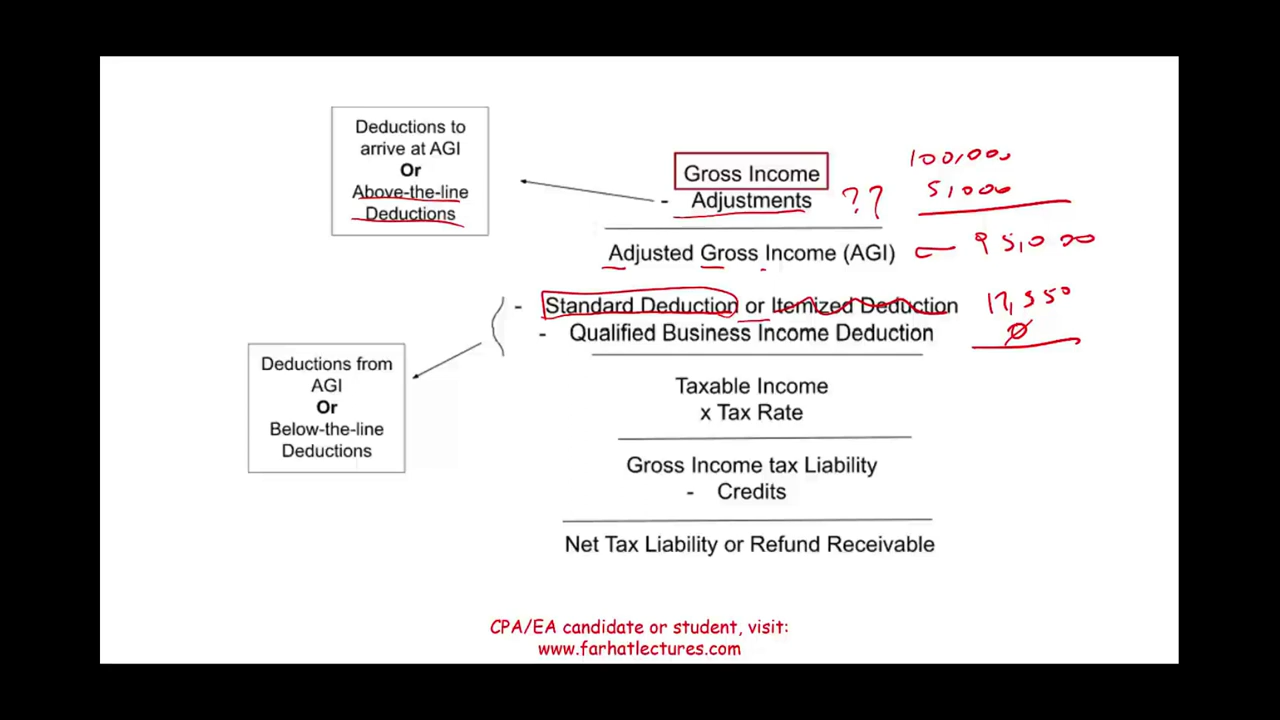 Deductions to
arrive at AGI
Or
Above-the-line
Deductions
Gross Income
100,000
- Adjustments
??
5,000
Adjusted Gross Income (AGI)
95,000
- Standard Deduction or Itemized Deduction
- Qualified Business Income Deduction
0
Deductions from
AGI
Or
Below-the-line
Deductions
Taxable Income
x Tax Rate
Gross Income tax Liability
- Credits
Net Tax Liability or Refund Receivable
CPA/EA candidate or student, visit:
www.farhatlectures.com